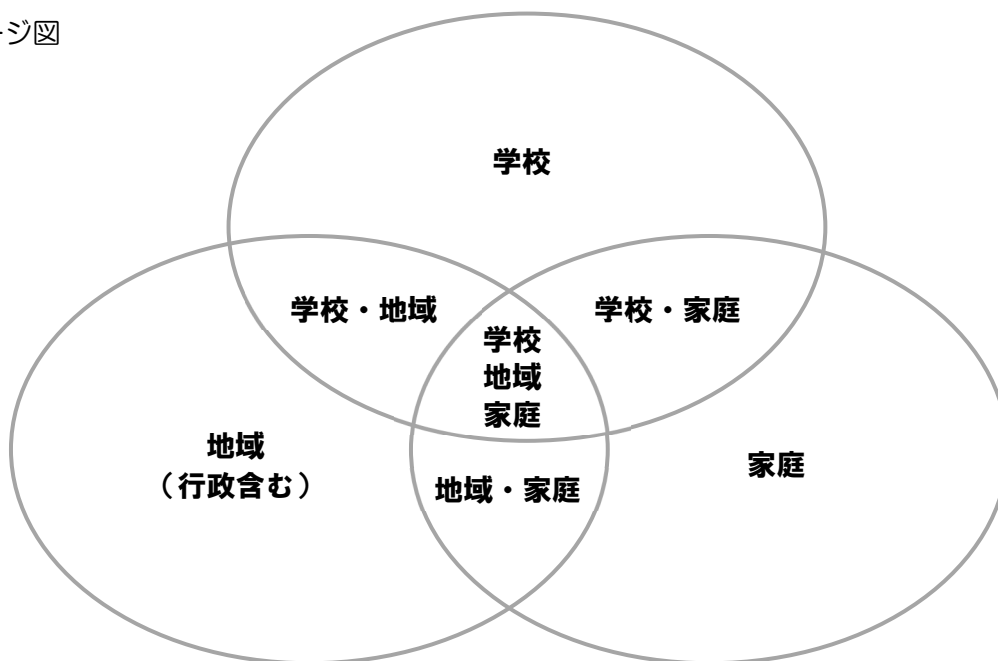 ージ図
学校
学校・地域
学校・家庭
学校
地域
家庭
地域
（行政含む）
家庭
地域・家庭